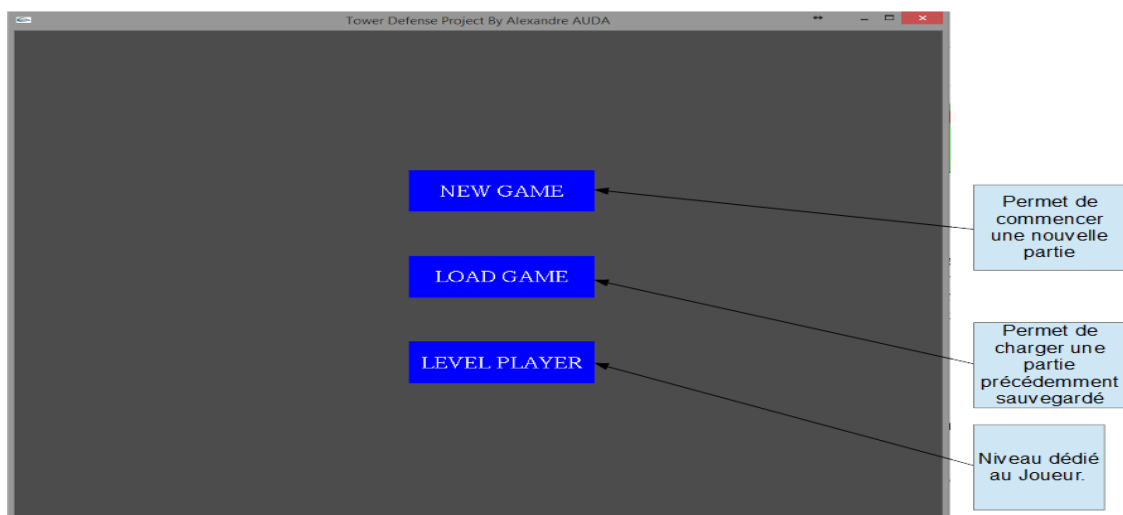 Tower Defense Project By Alexandre AUDA
NEW GAME
LOAD GAME
LEVEL PLAYER
Permet de
commencer
une nouvelle
partie
Permet de
charger une
partie
précédemment
sauvegardé
Niveau dédié
au Joueur.